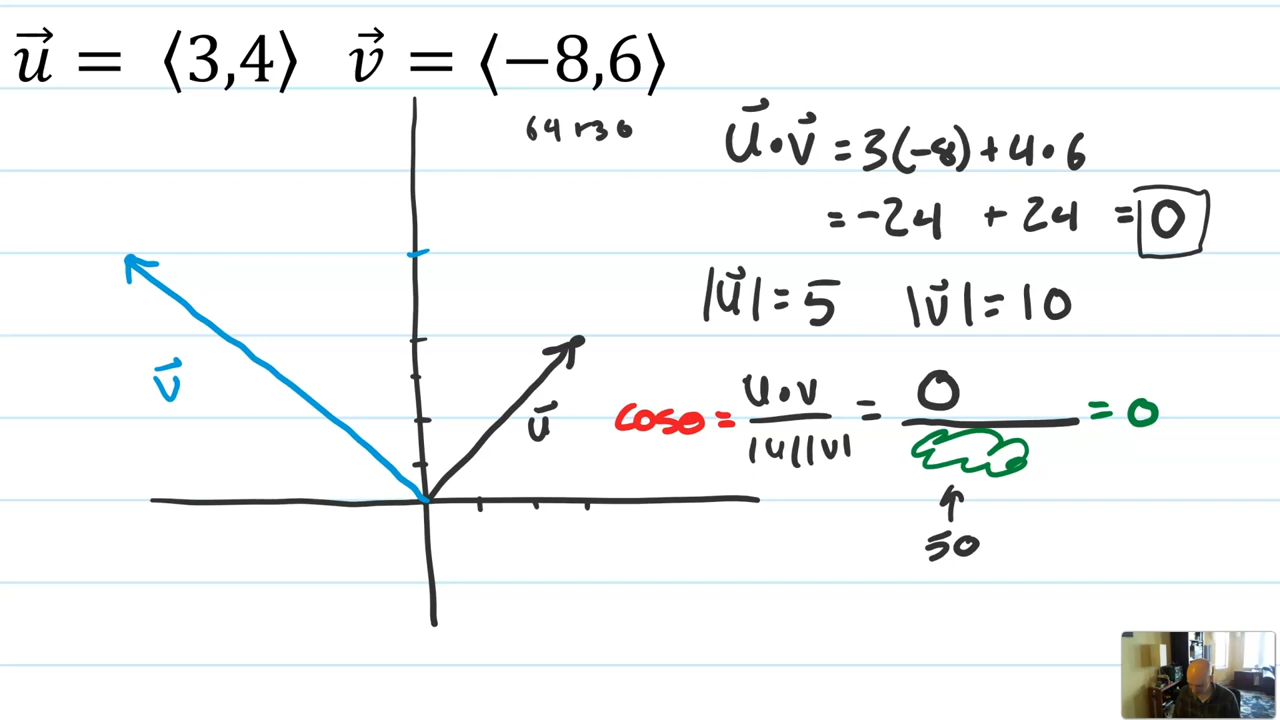 u⃗ = ⟨3,4⟩ v⃗ = ⟨−8,6⟩
64+36
u⃗·v⃗ = 3(-8)+4·6
= -24 + 24 = 0
|u⃗| = 5 |v⃗| = 10
cosθ = u·v / |u||v| = 0 / = 0
50
v⃗
u⃗